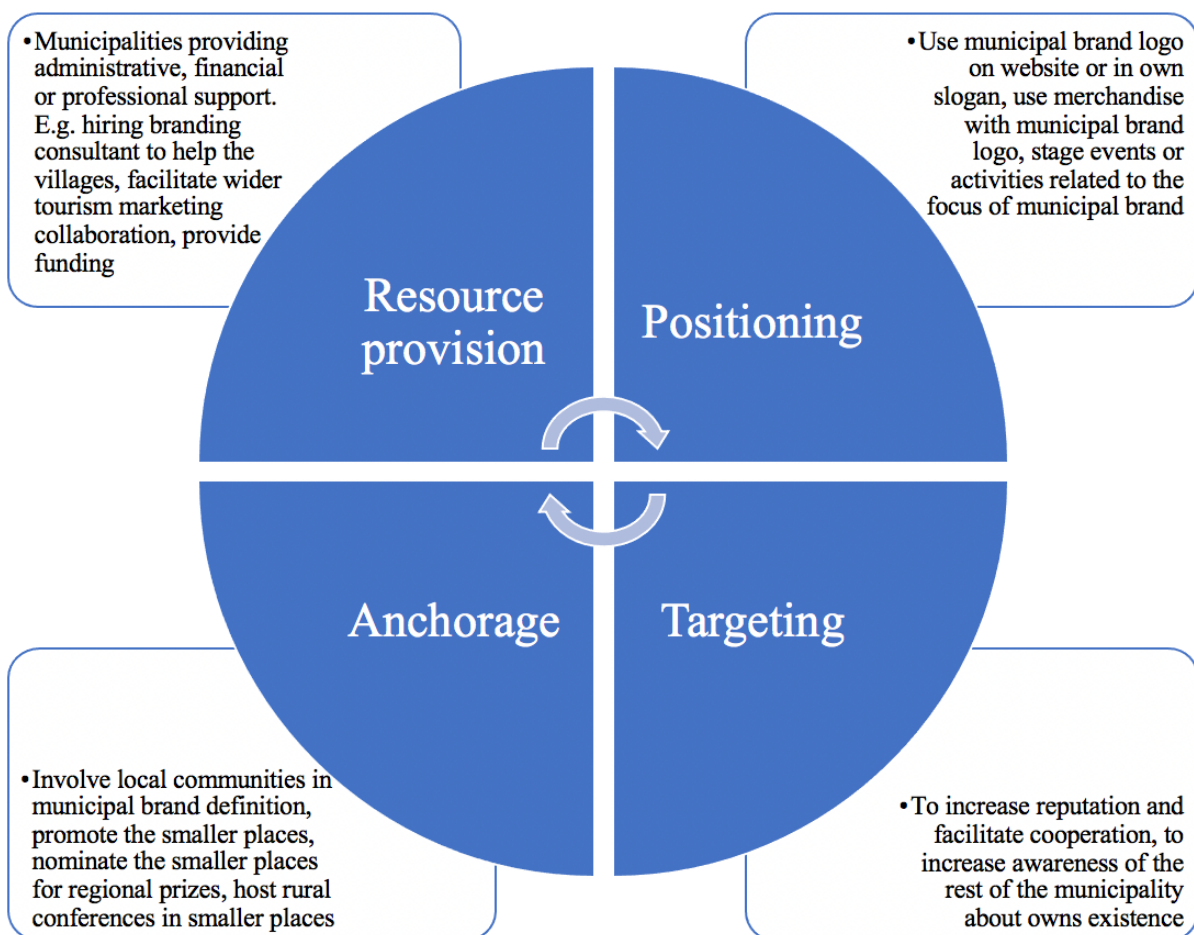 •Municipalities providing
administrative, financial
or professional support.
E.g. hiring branding
consultant to help the
villages, facilitate wider
tourism marketing
collaboration, provide
funding
•Use municipal brand logo
on website or in own
slogan, use merchandise
with municipal brand
logo, stage events or
activities related to the
focus of municipal brand
Resource
provision
Positioning
Anchorage
Targeting
•Involve local communities in
municipal brand definition,
promote the smaller places,
nominate the smaller places
for regional prizes, host rural
conferences in smaller places
•To increase reputation and
facilitate cooperation, to
increase awareness of the
rest of the municipality
about owns existence